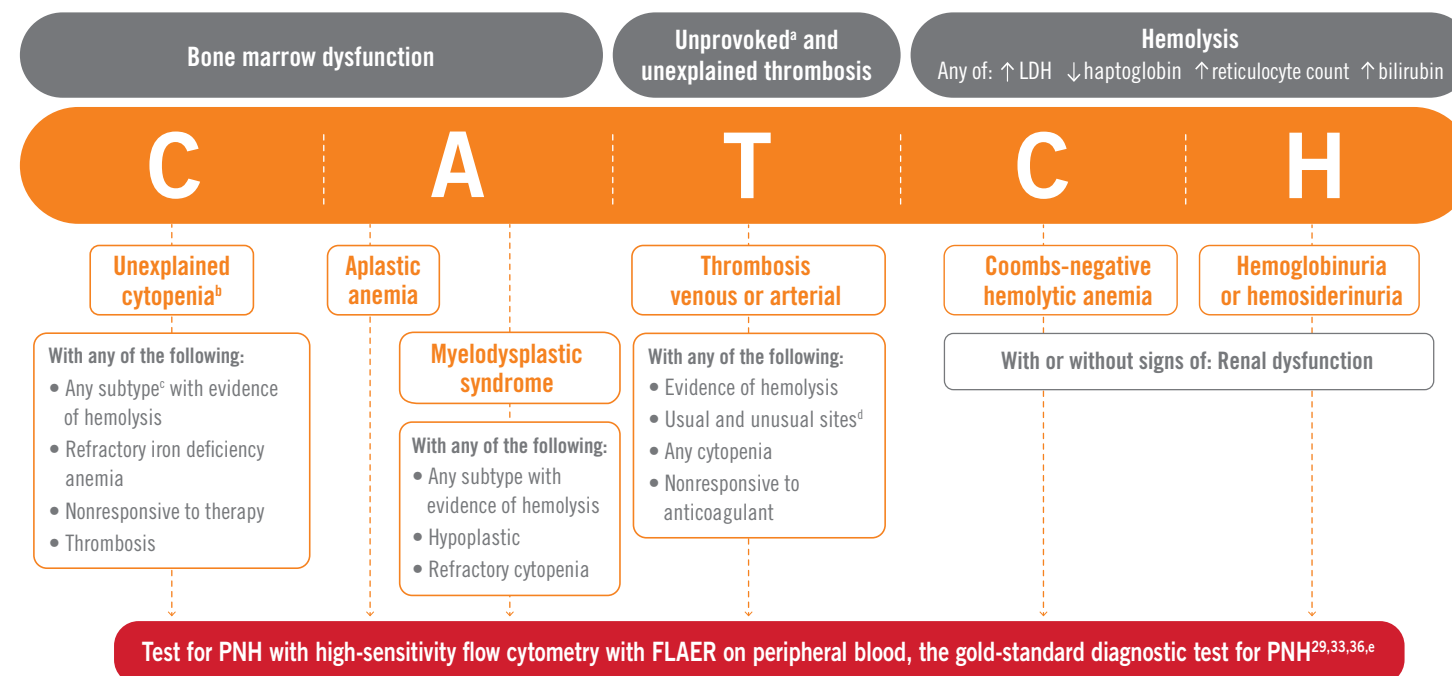 Bone marrow dysfunction
Unprovokedᵃ and
unexplained thrombosis
Hemolysis
Any of: ↑ LDH ↓ haptoglobin ↑ reticulocyte count ↑ bilirubin
C
A
T
C
H
Unexplained
cytopeniaᵇ
With any of the following:
• Any subtypeᶜ with evidence
of hemolysis
• Refractory iron deficiency
anemia
• Nonresponsive to therapy
• Thrombosis
Aplastic
anemia
Myelodysplastic
syndrome
With any of the following:
• Any subtype with
evidence of hemolysis
• Hypoplastic
• Refractory cytopenia
Thrombosis
venous or arterial
With any of the following:
• Evidence of hemolysis
• Usual and unusual sitesᵈ
• Any cytopenia
• Nonresponsive to
anticoagulant
Coombs-negative
hemolytic anemia
Hemoglobinuria
or hemosiderinuria
With or without signs of: Renal dysfunction
Test for PNH with high-sensitivity flow cytometry with FLAER on peripheral blood, the gold-standard diagnostic test for PNH²⁹,³³,³⁶,ᵉ